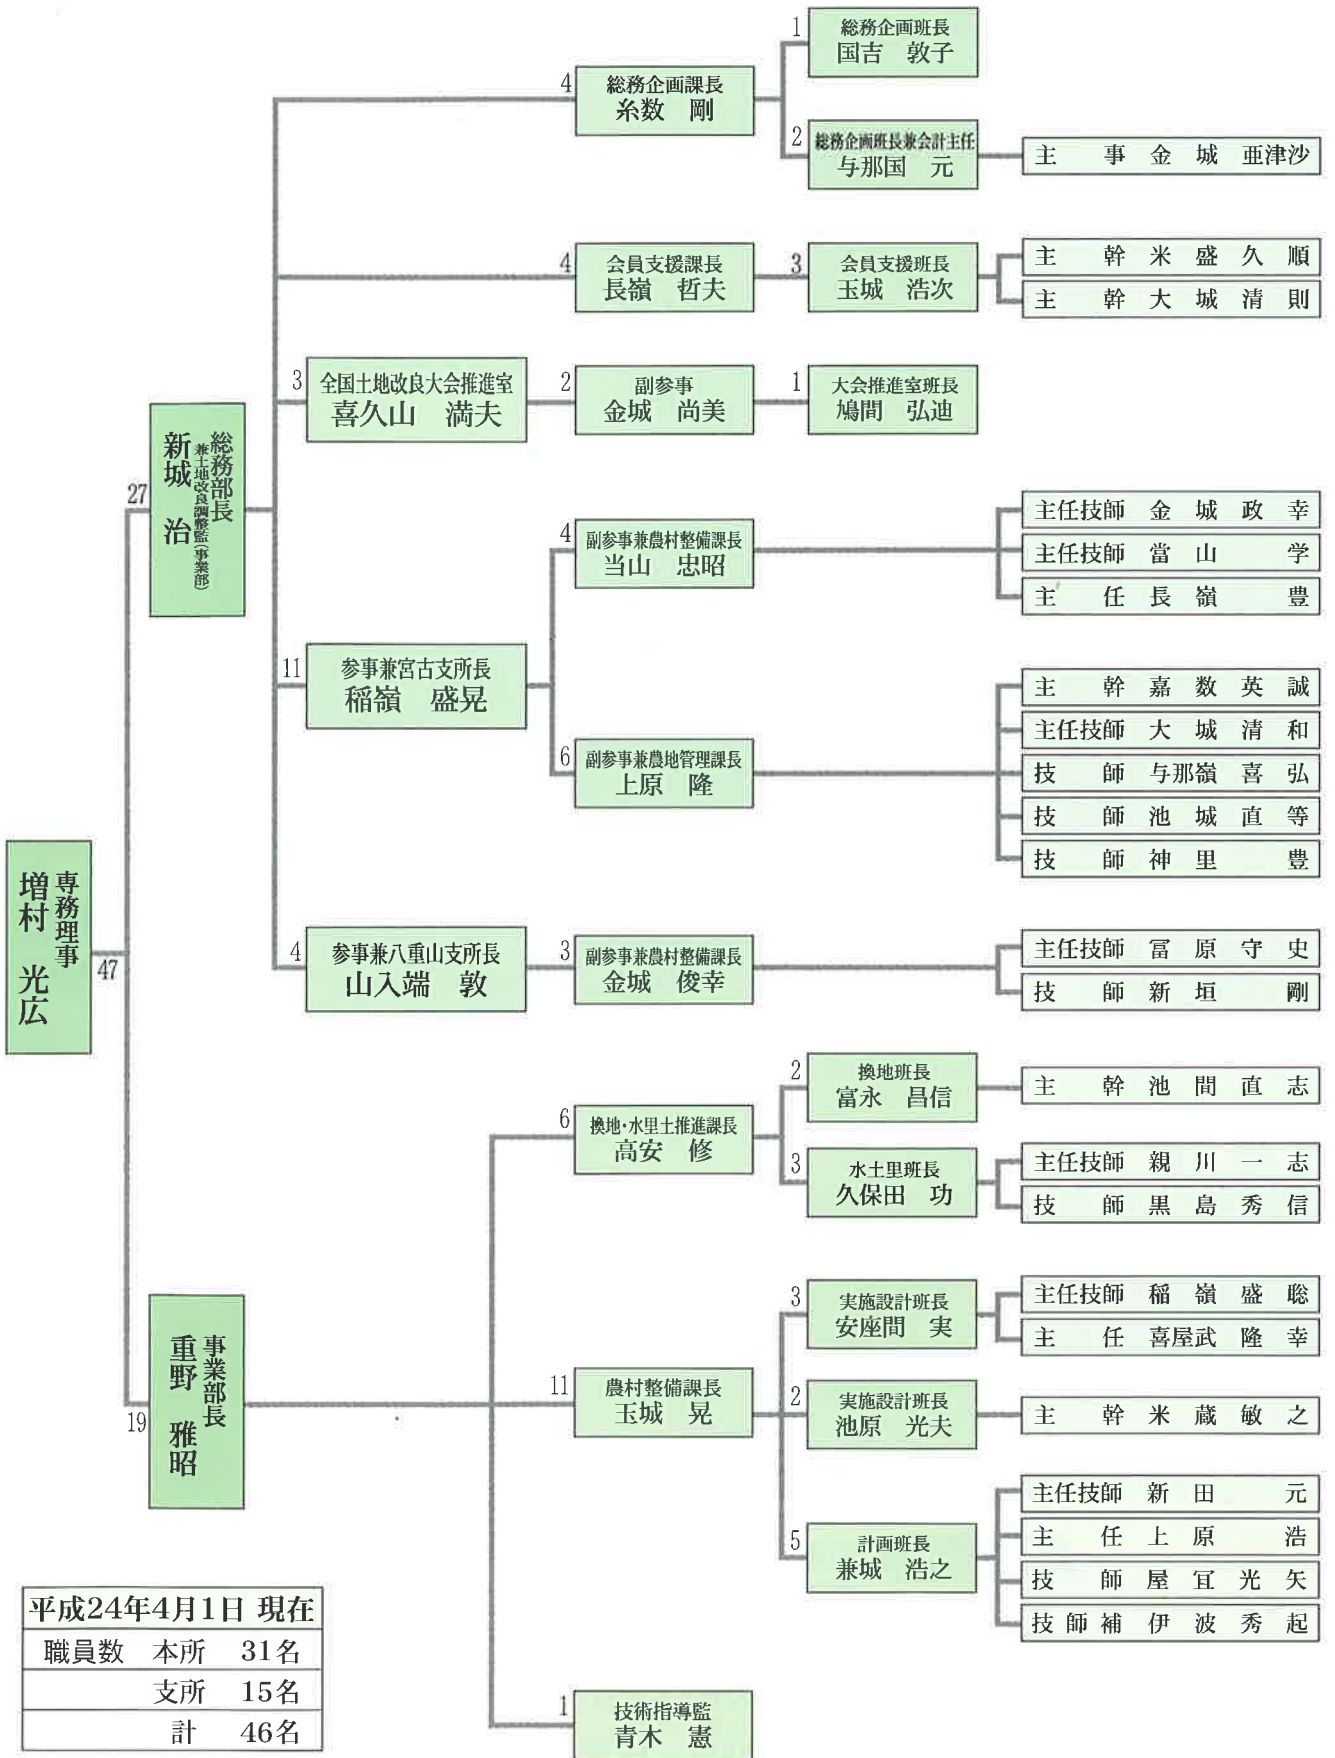 専務理事
増村 光広
47
27
総務部長
兼土地改良調整監(事業部)
新城 治
4
総務企画課長
糸数 剛
1
総務企画班長
国吉 敦子
2
総務企画班長兼会計主任
与那国 元
主 事 金 城 亜津沙
4
会員支援課長
長嶺 哲夫
3
会員支援班長
玉城 浩次
主 幹 米 盛 久 順
主 幹 大 城 清 則
3
全国土地改良大会推進室
喜久山 満夫
2
副参事
金城 尚美
1
大会推進室班長
鳩間 弘迪
11
参事兼宮古支所長
稲嶺 盛晃
4
副参事兼農村整備課長
当山 忠昭
主任技師 金 城 政 幸
主任技師 當 山 学
主 任 長 嶺 豊
6
副参事兼農地管理課長
上原 隆
主 幹 嘉 数 英 誠
主任技師 大 城 清 和
技 師 与那嶺 喜 弘
技 師 池 城 直 等
技 師 神 里 豊
4
参事兼八重山支所長
山入端 敦
3
副参事兼農村整備課長
金城 俊幸
主任技師 冨 原 守 史
技 師 新 垣 剛
19
事業部長
重野 雅昭
6
換地・水里土推進課長
高安 修
2
換地班長
富永 昌信
主 幹 池 間 直 志
3
水土里班長
久保田 功
主任技師 親 川 一 志
技 師 黒 島 秀 信
11
農村整備課長
玉城 晃
3
実施設計班長
安座間 実
主任技師 稲 嶺 盛 聡
主 任 喜屋武 隆 幸
2
実施設計班長
池原 光夫
主 幹 米 蔵 敏 之
5
計画班長
兼城 浩之
主任技師 新 田 元
主 任 上 原 浩
技 師 屋 宜 光 矢
技 師 補 伊 波 秀 起
1
技術指導監
青木 憲
平成24年4月1日 現在
職員数 本所 31名
支所 15名
計 46名